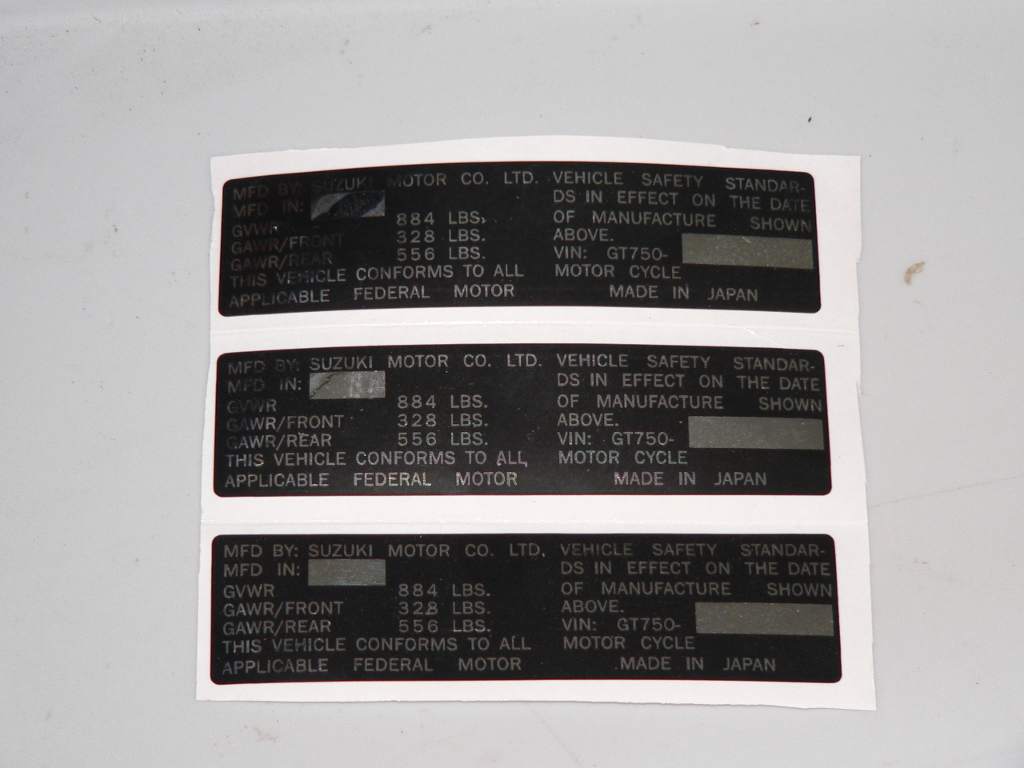 MFD BY: SUZUKI MOTOR CO. LTD.
MFD IN:
GVWR 884 LBS.
GAWR/FRONT 328 LBS.
GAWR/REAR 556 LBS.
THIS VEHICLE CONFORMS TO ALL
APPLICABLE FEDERAL MOTOR
VEHICLE SAFETY STANDAR-
DS IN EFFECT ON THE DATE
OF MANUFACTURE SHOWN
ABOVE.
VIN: GT750-
MOTOR CYCLE
MADE IN JAPAN
MFD BY: SUZUKI MOTOR CO. LTD.
MFD IN:
GVWR 884 LBS.
GAWR/FRONT 328 LBS.
GAWR/REAR 556 LBS.
THIS VEHICLE CONFORMS TO ALL
APPLICABLE FEDERAL MOTOR
VEHICLE SAFETY STANDAR-
DS IN EFFECT ON THE DATE
OF MANUFACTURE SHOWN
ABOVE.
VIN: GT750-
MOTOR CYCLE
MADE IN JAPAN
MFD BY: SUZUKI MOTOR CO. LTD.
MFD IN:
GVWR 884 LBS.
GAWR/FRONT 328 LBS.
GAWR/REAR 556 LBS.
THIS VEHICLE CONFORMS TO ALL
APPLICABLE FEDERAL MOTOR
VEHICLE SAFETY STANDAR-
DS IN EFFECT ON THE DATE
OF MANUFACTURE SHOWN
ABOVE.
VIN: GT750-
MOTOR CYCLE
MADE IN JAPAN